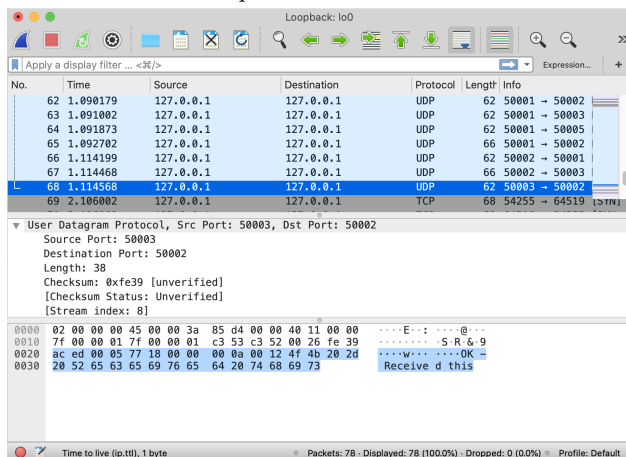 Loopback: lo0
Apply a display filter ... <⌘/>
Expression...
+
No. Time Source Destination Protocol Length Info
62 1.090179 127.0.0.1 127.0.0.1 UDP 62 50001 → 50002
63 1.091002 127.0.0.1 127.0.0.1 UDP 62 50001 → 50003
64 1.091873 127.0.0.1 127.0.0.1 UDP 62 50001 → 50005
65 1.092702 127.0.0.1 127.0.0.1 UDP 66 50001 → 50002
66 1.114199 127.0.0.1 127.0.0.1 UDP 62 50002 → 50001
67 1.114468 127.0.0.1 127.0.0.1 UDP 66 50002 → 50003
68 1.114568 127.0.0.1 127.0.0.1 UDP 62 50003 → 50002
69 2.106002 127.0.0.1 127.0.0.1 TCP 68 54255 → 64519 [SYN]
User Datagram Protocol, Src Port: 50003, Dst Port: 50002
Source Port: 50003
Destination Port: 50002
Length: 38
Checksum: 0xfe39 [unverified]
[Checksum Status: Unverified]
[Stream index: 8]
0000 02 00 00 00 45 00 00 3a 85 d4 00 00 40 11 00 00 ····E··: ····@···
0010 7f 00 00 01 7f 00 00 01 c3 53 c3 52 00 26 fe 39 ········ ·S·R·&·9
0020 ac ed 00 05 77 18 00 00 00 0a 00 12 4f 4b 20 2d ····w··· ····OK -
0030 20 52 65 63 65 69 76 65 64 20 74 68 69 73 Receive d this
Time to live (ip.ttl), 1 byte
Packets: 78 · Displayed: 78 (100.0%) · Dropped: 0 (0.0%)
Profile: Default